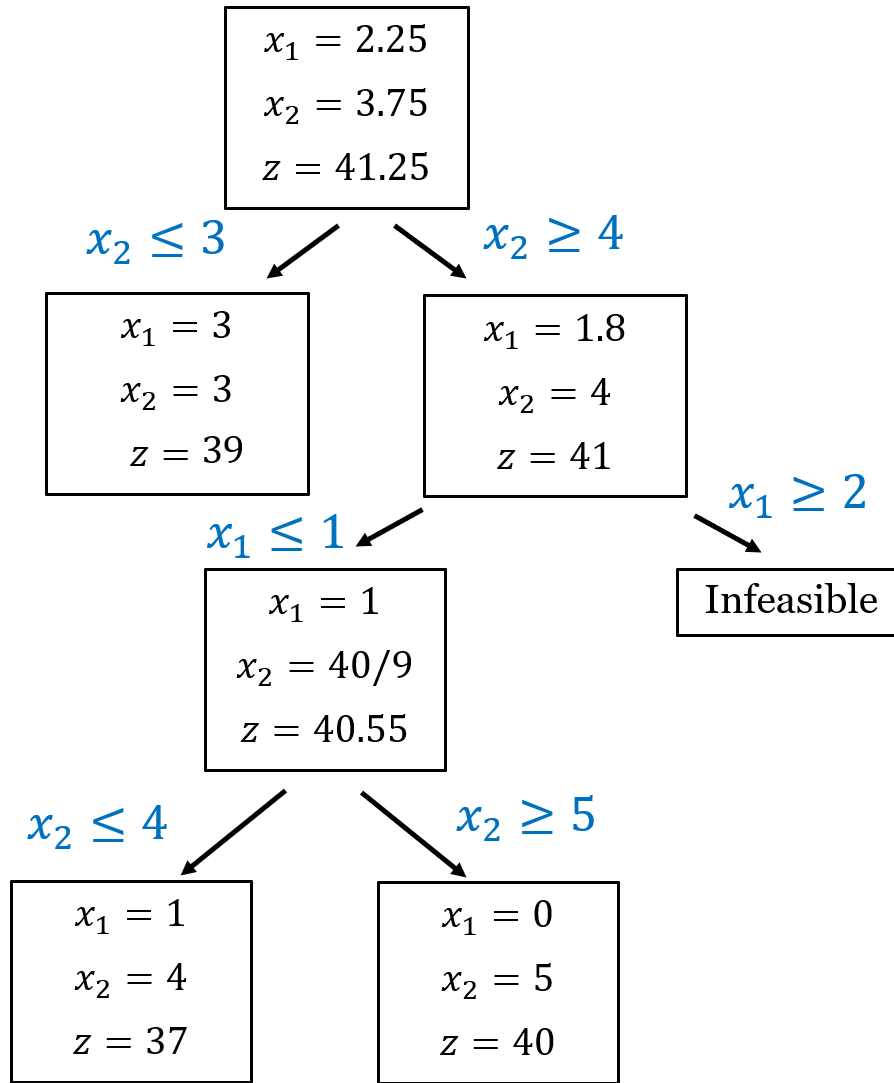 x₁ = 2.25
x₂ = 3.75
z = 41.25
x₂ ≤ 3
x₂ ≥ 4
x₁ = 3
x₂ = 3
z = 39
x₁ = 1.8
x₂ = 4
z = 41
x₁ ≤ 1
x₁ ≥ 2
x₁ = 1
x₂ = 40/9
z = 40.55
Infeasible
x₂ ≤ 4
x₂ ≥ 5
x₁ = 1
x₂ = 4
z = 37
x₁ = 0
x₂ = 5
z = 40